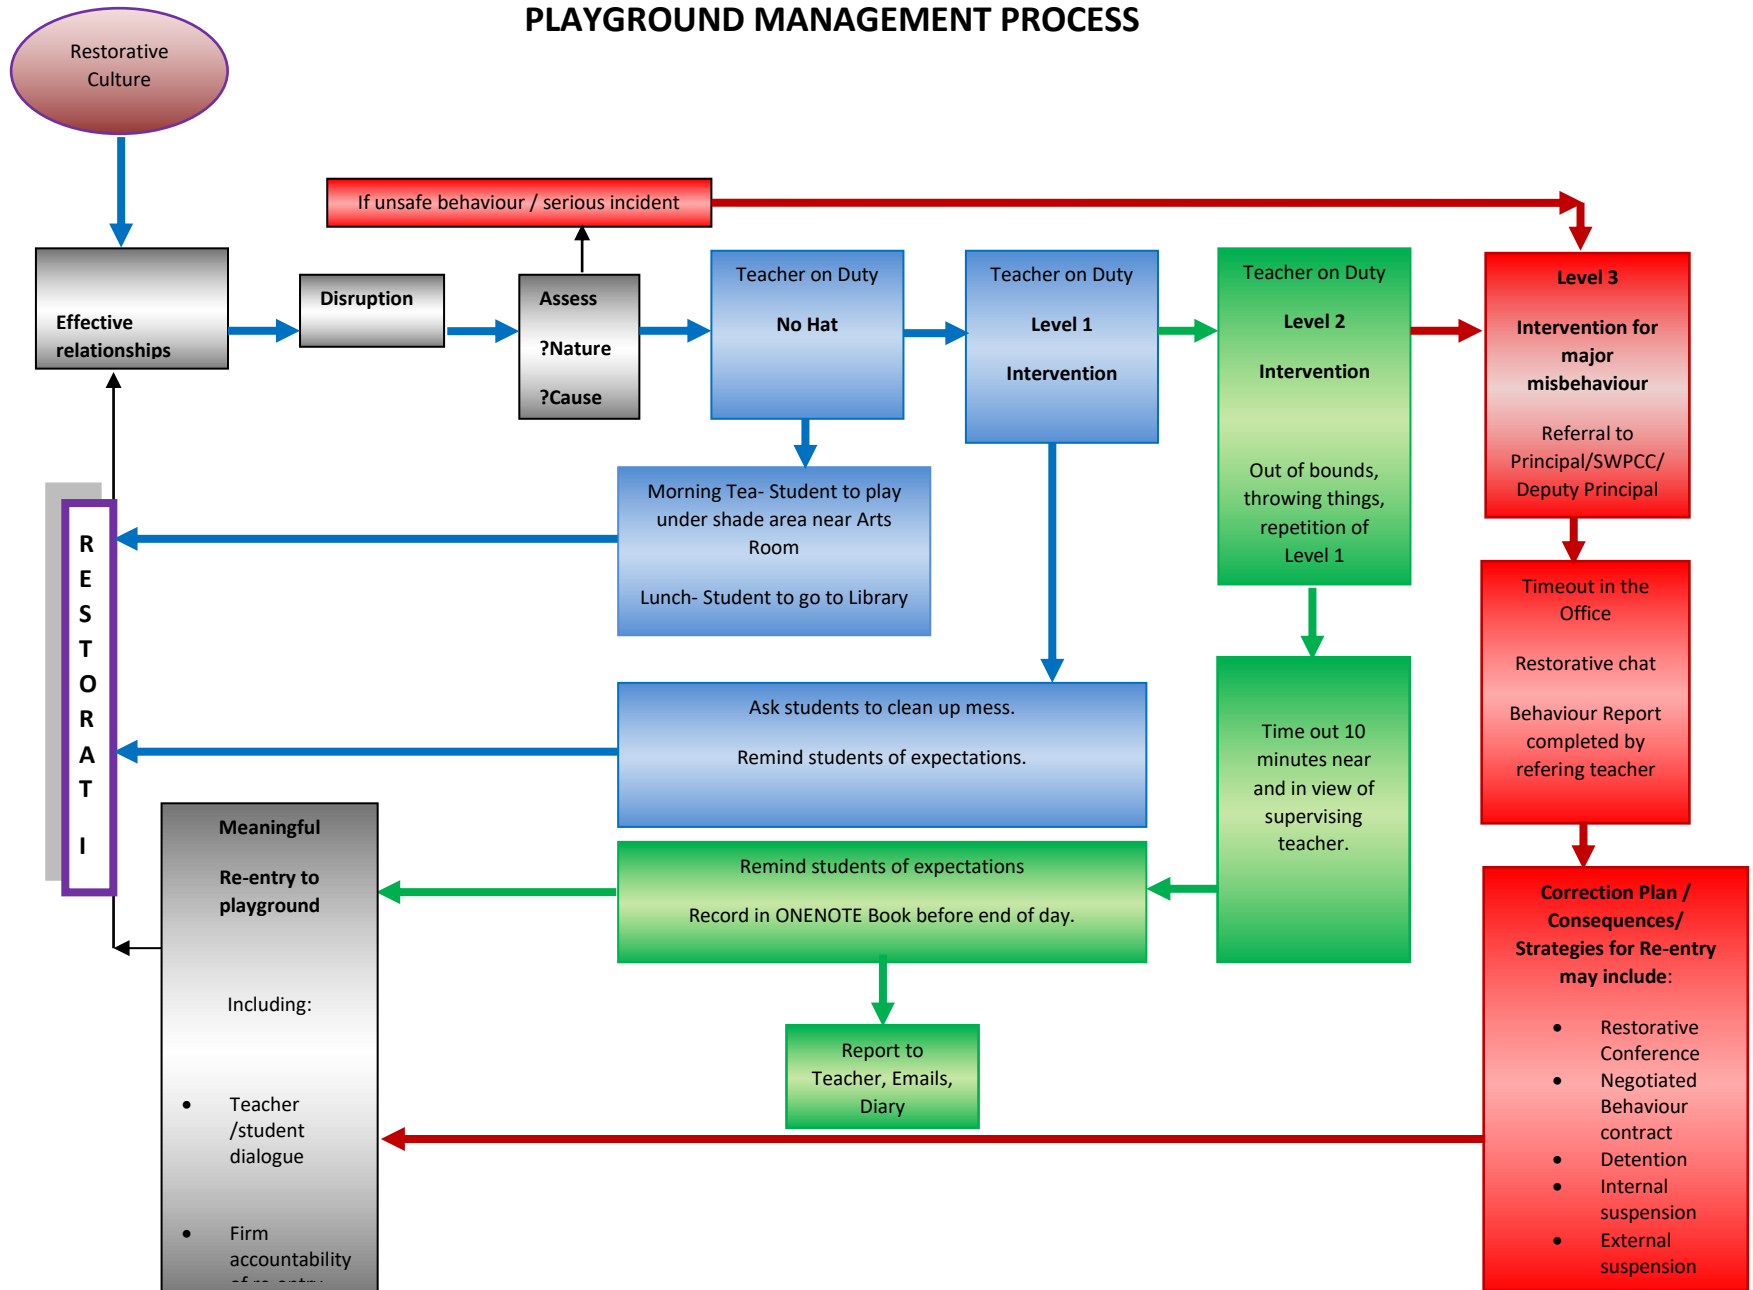 PLAYGROUND MANAGEMENT PROCESS
Restorative
Culture
If unsafe behaviour / serious incident
Effective
relationships
Disruption
Assess
?Nature
?Cause
Teacher on Duty
No Hat
Teacher on Duty
Level 1
Intervention
Teacher on Duty
Level 2
Intervention
Out of bounds,
throwing things,
repetition of
Level 1
Level 3
Intervention for
major
misbehaviour
Referral to
Principal/SWPCC/
Deputy Principal
Morning Tea- Student to play
under shade area near Arts
Room
Lunch- Student to go to Library
R
E
S
T
O
R
A
T
I
Timeout in the
Office
Restorative chat
Behaviour Report
completed by
refering teacher
Ask students to clean up mess.
Remind students of expectations.
Time out 10
minutes near
and in view of
supervising
teacher.
Remind students of expectations
Record in ONENOTE Book before end of day.
Report to
Teacher, Emails,
Diary
Meaningful
Re-entry to
playground
Including:
• Teacher
/student
dialogue
• Firm
accountability
of re-entry
Correction Plan /
Consequences/
Strategies for Re-entry
may include:
• Restorative
Conference
• Negotiated
Behaviour
contract
• Detention
• Internal
suspension
• External
suspension